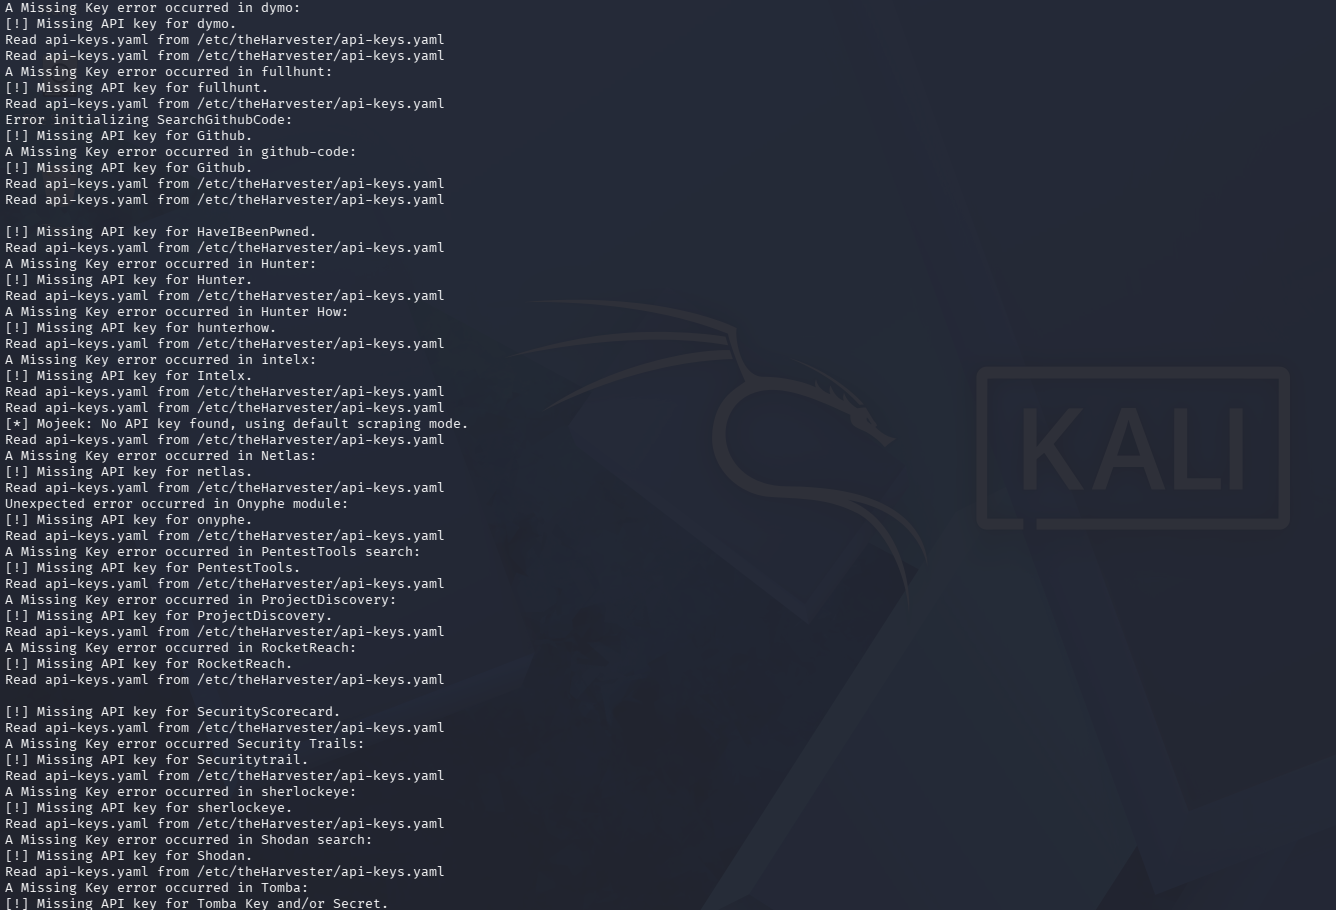 A Missing Key error occurred in dymo:
[!] Missing API key for dymo.
Read api-keys.yaml from /etc/theHarvester/api-keys.yaml
Read api-keys.yaml from /etc/theHarvester/api-keys.yaml
A Missing Key error occurred in fullhunt:
[!] Missing API key for fullhunt.
Read api-keys.yaml from /etc/theHarvester/api-keys.yaml
Error initializing SearchGithubCode:
[!] Missing API key for Github.
A Missing Key error occurred in github-code:
[!] Missing API key for Github.
Read api-keys.yaml from /etc/theHarvester/api-keys.yaml
Read api-keys.yaml from /etc/theHarvester/api-keys.yaml
[!] Missing API key for HaveIBeenPwned.
Read api-keys.yaml from /etc/theHarvester/api-keys.yaml
A Missing Key error occurred in Hunter:
[!] Missing API key for Hunter.
Read api-keys.yaml from /etc/theHarvester/api-keys.yaml
A Missing Key error occurred in Hunter How:
[!] Missing API key for hunterhow.
Read api-keys.yaml from /etc/theHarvester/api-keys.yaml
A Missing Key error occurred in intelx:
[!] Missing API key for Intelx.
Read api-keys.yaml from /etc/theHarvester/api-keys.yaml
Read api-keys.yaml from /etc/theHarvester/api-keys.yaml
[*] Mojeek: No API key found, using default scraping mode.
Read api-keys.yaml from /etc/theHarvester/api-keys.yaml
A Missing Key error occurred in Netlas:
[!] Missing API key for netlas.
Read api-keys.yaml from /etc/theHarvester/api-keys.yaml
Unexpected error occurred in Onyphe module:
[!] Missing API key for onyphe.
Read api-keys.yaml from /etc/theHarvester/api-keys.yaml
A Missing Key error occurred in PentestTools search:
[!] Missing API key for PentestTools.
Read api-keys.yaml from /etc/theHarvester/api-keys.yaml
A Missing Key error occurred in ProjectDiscovery:
[!] Missing API key for ProjectDiscovery.
Read api-keys.yaml from /etc/theHarvester/api-keys.yaml
A Missing Key error occurred in RocketReach:
[!] Missing API key for RocketReach.
Read api-keys.yaml from /etc/theHarvester/api-keys.yaml
[!] Missing API key for SecurityScorecard.
Read api-keys.yaml from /etc/theHarvester/api-keys.yaml
A Missing Key error occurred Security Trails:
[!] Missing API key for Securitytrail.
Read api-keys.yaml from /etc/theHarvester/api-keys.yaml
A Missing Key error occurred in sherlockeye:
[!] Missing API key for sherlockeye.
Read api-keys.yaml from /etc/theHarvester/api-keys.yaml
A Missing Key error occurred in Shodan search:
[!] Missing API key for Shodan.
Read api-keys.yaml from /etc/theHarvester/api-keys.yaml
A Missing Key error occurred in Tomba:
[!] Missing API key for Tomba Key and/or Secret.
KALI